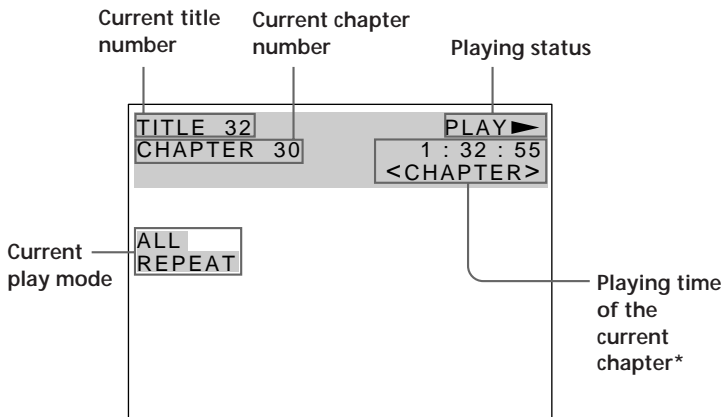 Current title
number
Current chapter
number
Playing status
TITLE 32
CHAPTER 30
PLAY►
1 : 32 : 55
<CHAPTER>
ALL
REPEAT
Current
play mode
Playing time
of the
current
chapter*